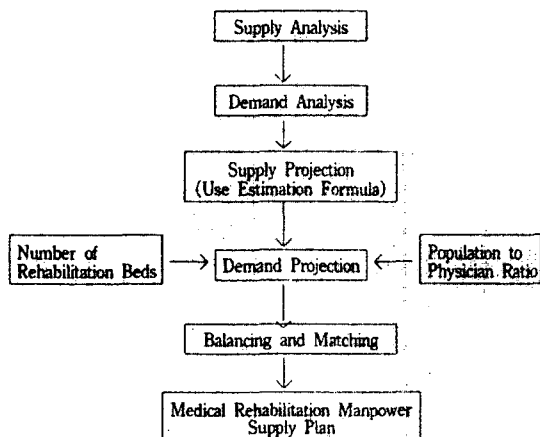 Supply Analysis
Demand Analysis
Supply Projection
(Use Estimation Formula)
Number of
Rehabilitation Beds
Demand Projection
Population to
Physician Ratio
Balancing and Matching
Medical Rehabilitation Manpower
Supply Plan